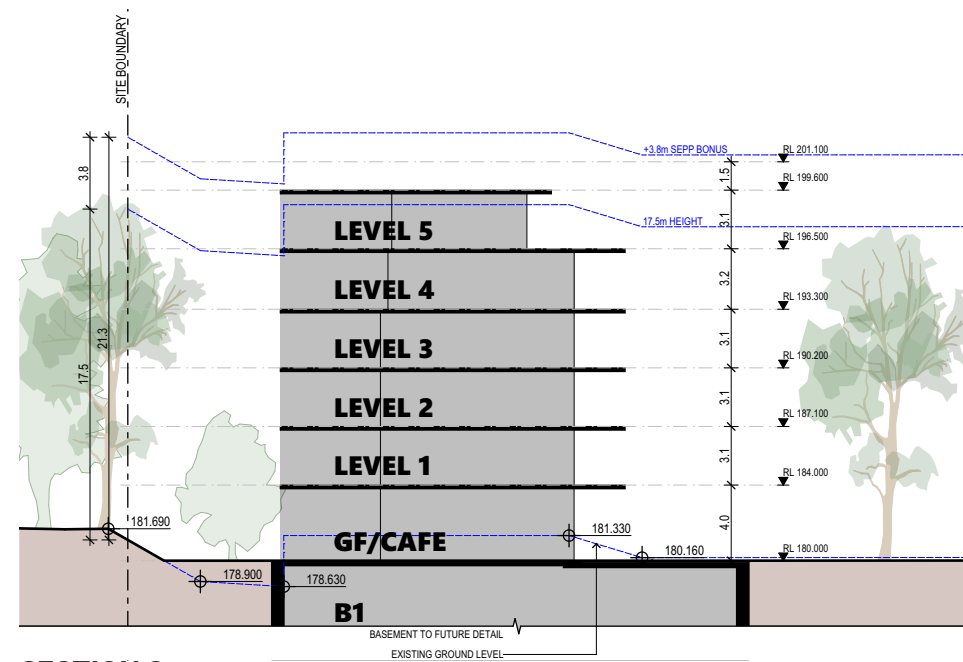 SITE BOUNDARY
+3.8m SEPP BONUS
RL 201.100
1.5
RL 199.600
3.8
3.1
17.5m HEIGHT
LEVEL 5
RL 196.500
3.2
LEVEL 4
RL 193.300
21.3
17.5
3.1
LEVEL 3
RL 190.200
3.1
LEVEL 2
RL 187.100
3.1
LEVEL 1
RL 184.000
4.0
181.690
181.330
GF/CAFE
180.160
RL 180.000
178.900
178.630
B1
BASEMENT TO FUTURE DETAIL
EXISTING GROUND LEVEL